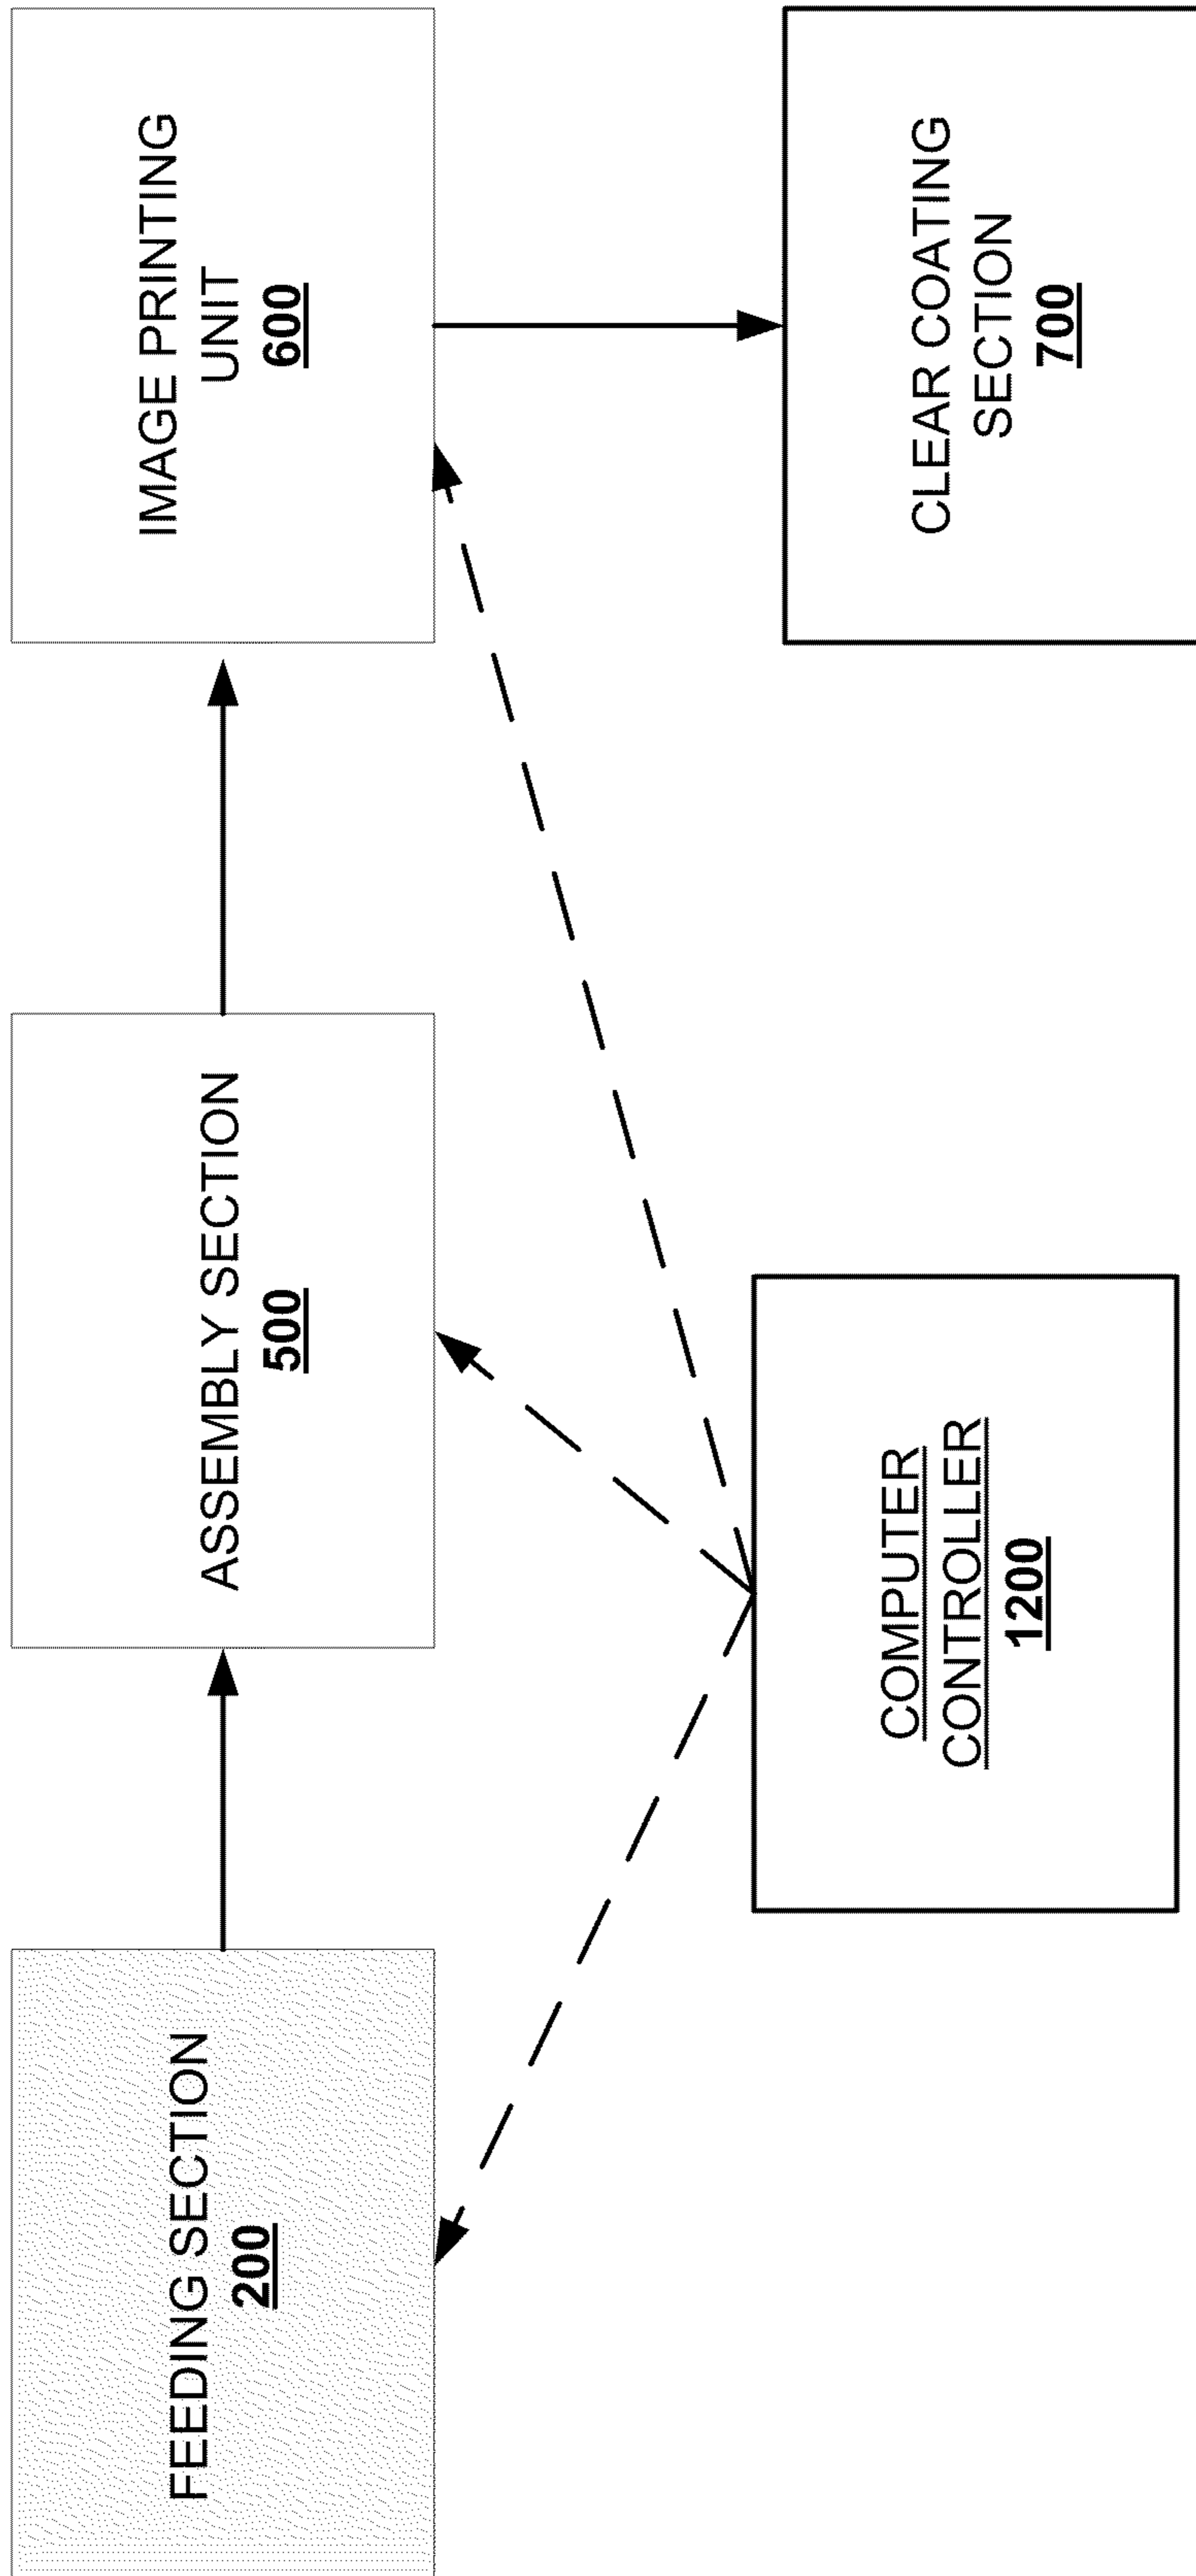 FEEDING SECTION
200
ASSEMBLY SECTION
500
IMAGE PRINTING
UNIT
600
COMPUTER
CONTROLLER
1200
CLEAR COATING
SECTION
700